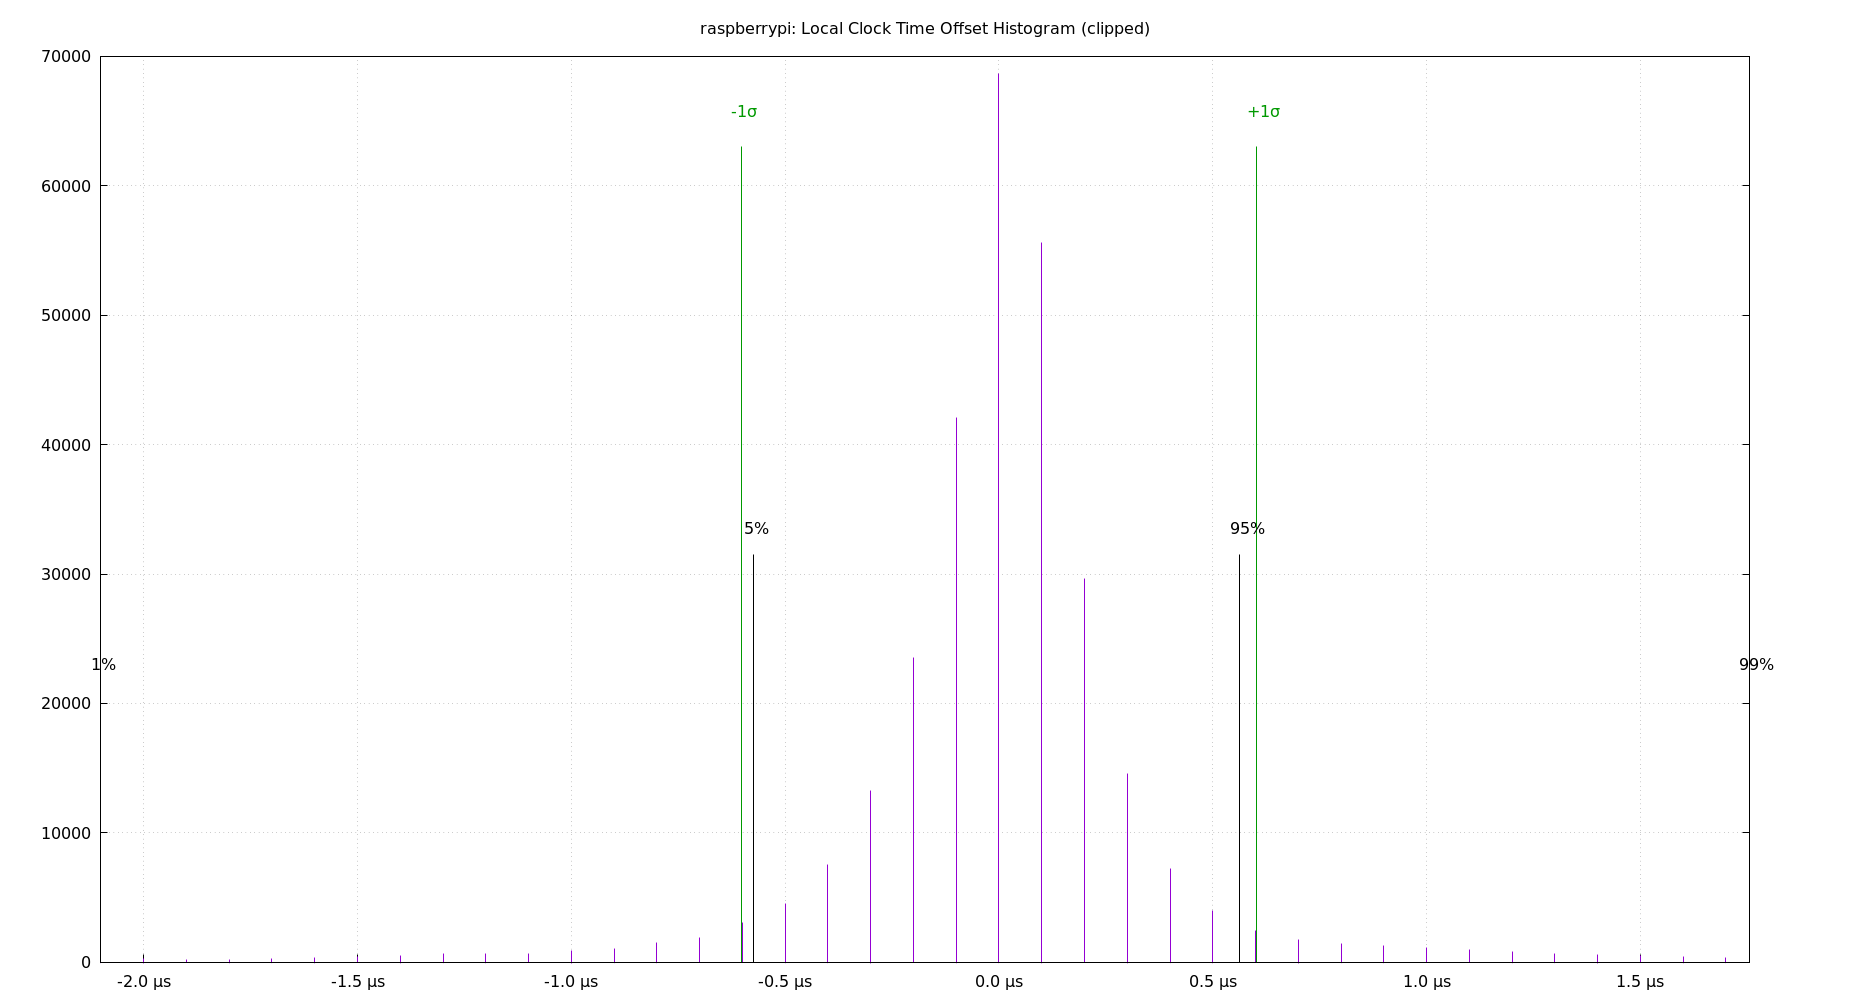 raspberrypi: Local Clock Time Offset Histogram (clipped)
70000
-1σ
+1σ
60000
50000
40000
5%
95%
30000
1%
99%
20000
10000
0
-2.0 μs
-1.5 μs
-1.0 μs
-0.5 μs
0.0 μs
0.5 μs
1.0 μs
1.5 μs